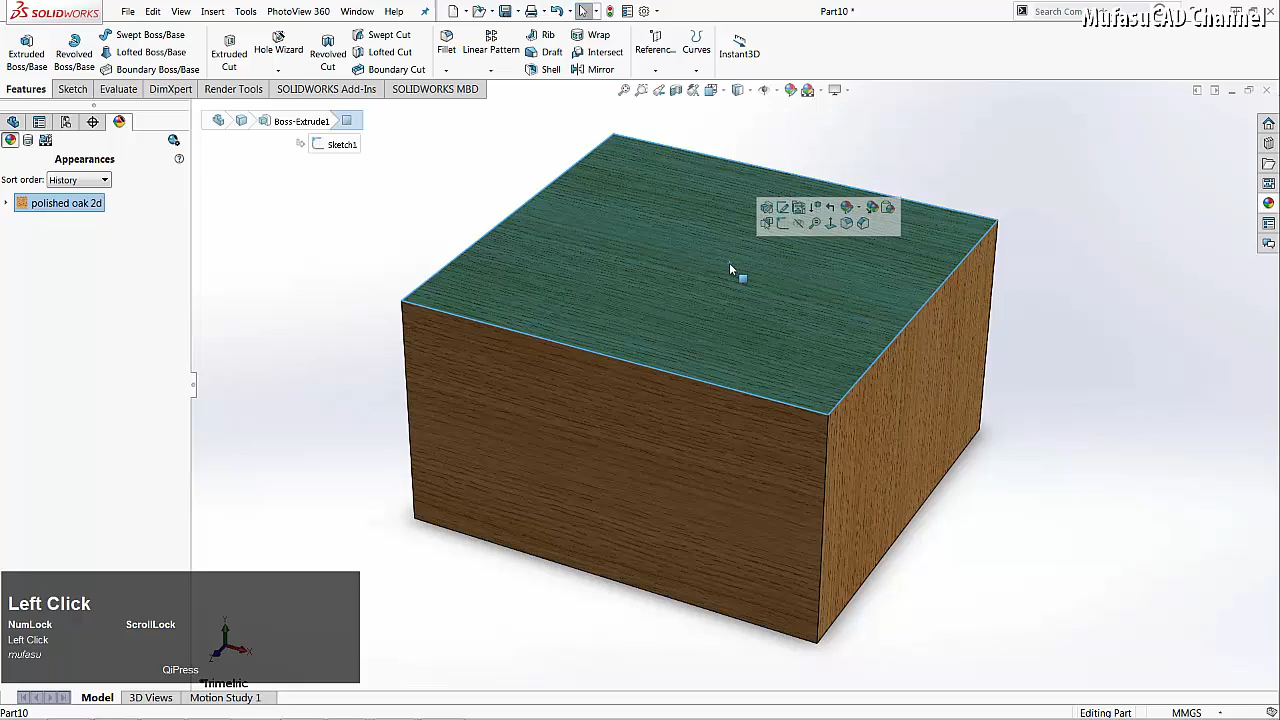 SOLIDWORKS File Edit View Insert Tools PhotoView 360 Window Help Part10 * Search Com
MufasuCAD Channel
Extruded Boss/Base
Revolved Boss/Base
Swept Boss/Base
Lofted Boss/Base
Boundary Boss/Base
Extruded Cut
Hole Wizard
Revolved Cut
Swept Cut
Lofted Cut
Boundary Cut
Fillet
Linear Pattern
Rib
Draft
Shell
Wrap
Intersect
Mirror
Referenc...
Curves
Instant3D
Features Sketch Evaluate DimXpert Render Tools SOLIDWORKS Add-Ins SOLIDWORKS MBD
Boss-Extrude1
Sketch1
Appearances
Sort order: History
polished oak 2d
Left Click
NumLock ScrollLock
Left Click
mufasu
QiPress
Y
X
Z
*Trimetric
Model 3D Views Motion Study 1
Part10 Editing Part MMGS